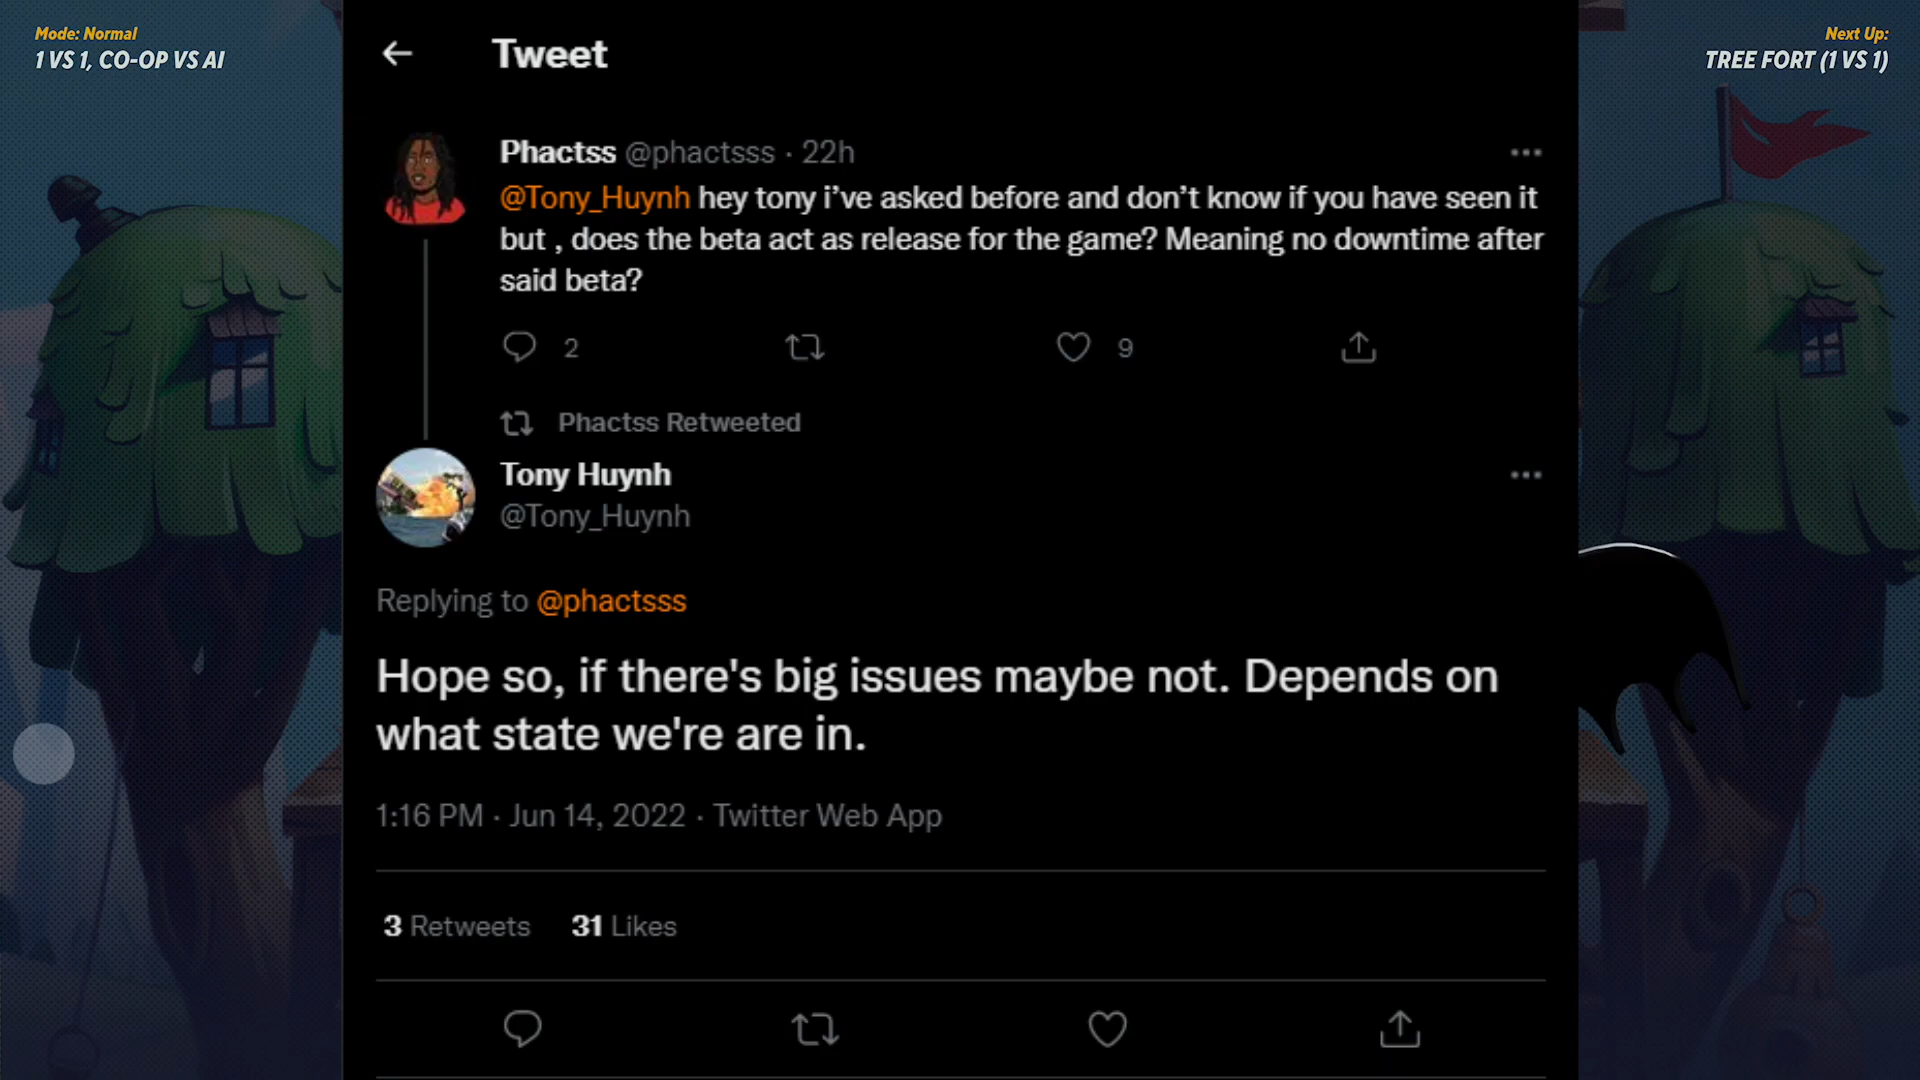 Mode: Normal
1 VS 1, CO-OP VS AI
Next Up:
TREE FORT (1 VS 1)
Tweet
Phactss @phactsss · 22h
@Tony_Huynh hey tony i’ve asked before and don’t know if you have seen it
but , does the beta act as release for the game? Meaning no downtime after
said beta?
2
9
Phactss Retweeted
Tony Huynh
@Tony_Huynh
Replying to @phactsss
Hope so, if there's big issues maybe not. Depends on
what state we're are in.
1:16 PM · Jun 14, 2022 · Twitter Web App
3 Retweets 31 Likes